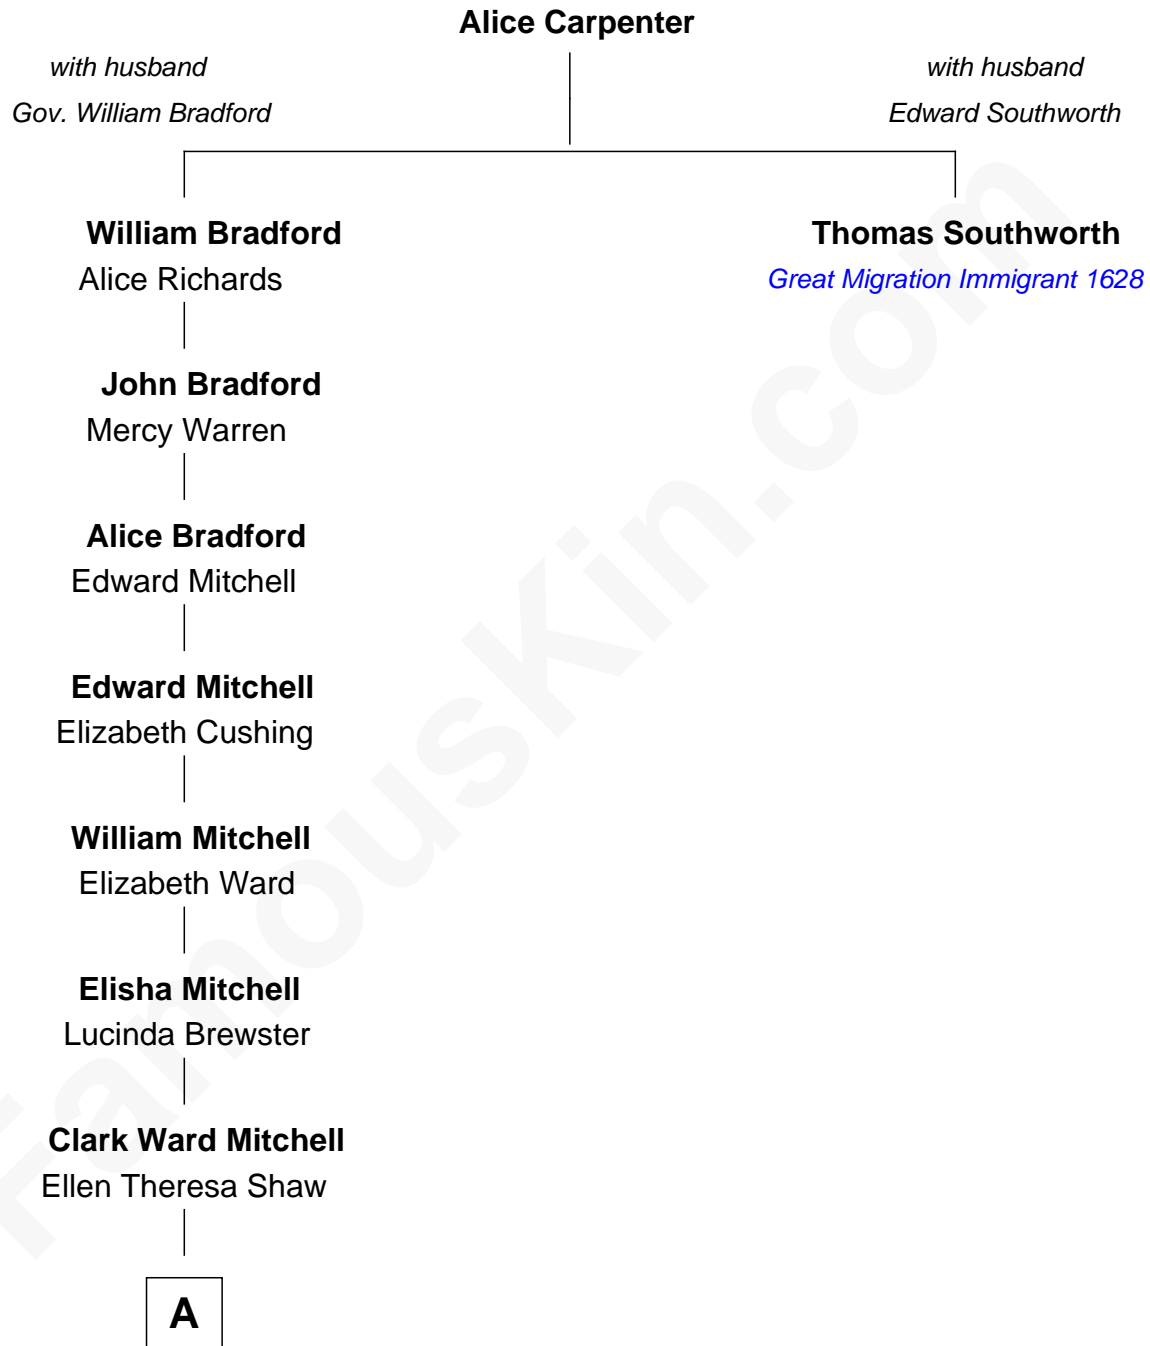 Alice Carpenter
with husband
Gov. William Bradford
with husband
Edward Southworth
William Bradford
Alice Richards
Thomas Southworth
Great Migration Immigrant 1628
John Bradford
Mercy Warren
Alice Bradford
Edward Mitchell
Edward Mitchell
Elizabeth Cushing
William Mitchell
Elizabeth Ward
Elisha Mitchell
Lucinda Brewster
Clark Ward Mitchell
Ellen Theresa Shaw
A
FamousKin.com